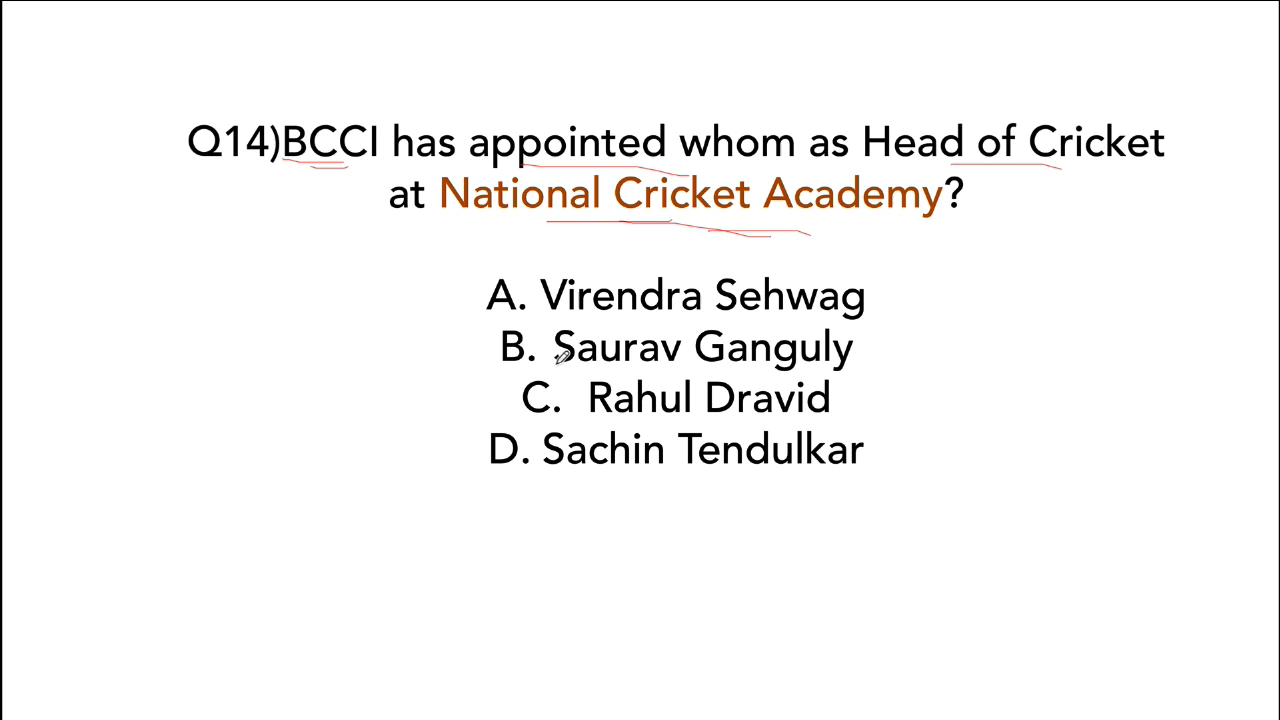 Q14)BCCI has appointed whom as Head of Cricket
at National Cricket Academy?
A. Virendra Sehwag
B. Saurav Ganguly
C. Rahul Dravid
D. Sachin Tendulkar